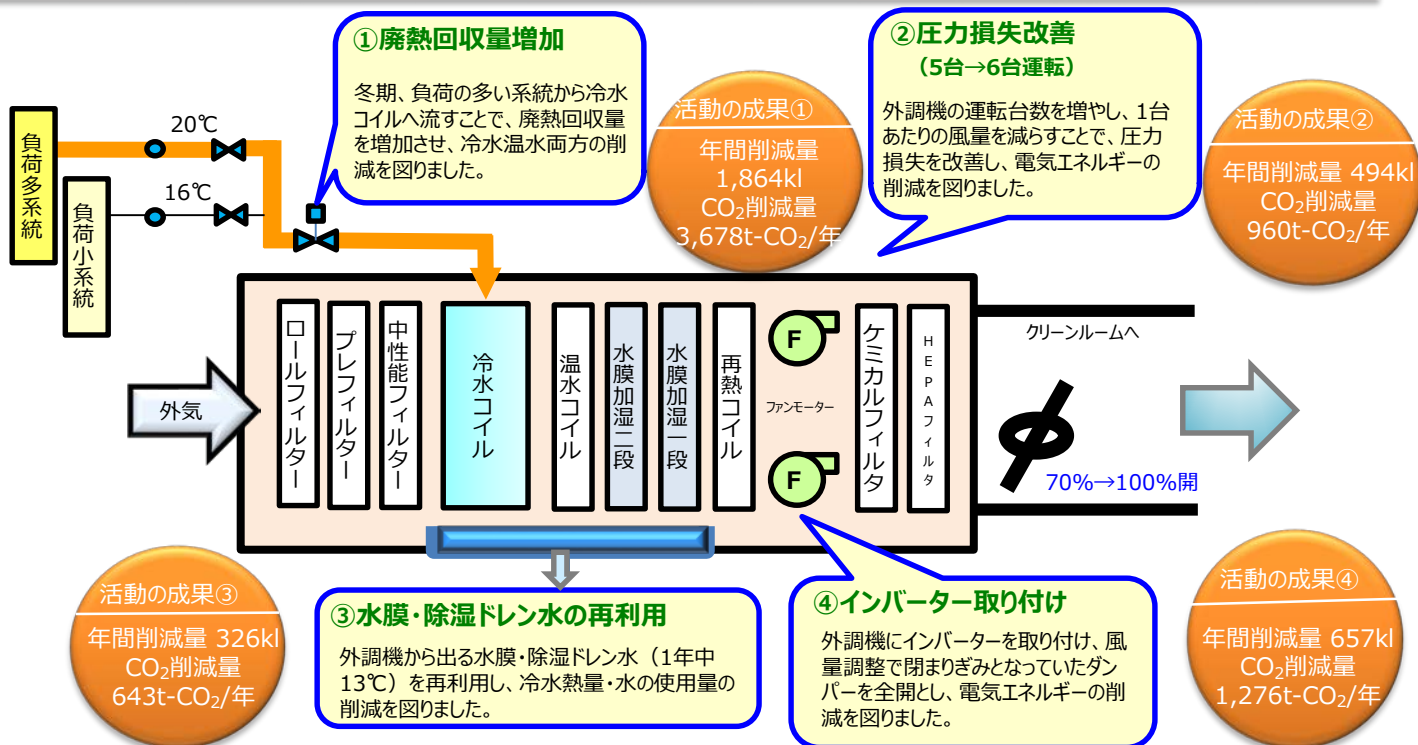 ①廃熱回収量増加
冬期、負荷の多い系統から冷水
コイルへ流すことで、廃熱回収量
を増加させ、冷水温水両方の削
減を図りました。
活動の成果①
年間削減量
1,864kl
CO₂削減量
3,678t-CO₂/年
②圧力損失改善
（5台→6台運転）
外調機の運転台数を増やし、1台
あたりの風量を減らすことで、圧力
損失を改善し、電気エネルギーの
削減を図りました。
活動の成果②
年間削減量 494kl
CO₂削減量
960t-CO₂/年
負荷多系統
20℃
負荷小系統
16℃
外気
ロールフィルター
プレフィルター
中性能フィルター
冷水コイル
温水コイル
水膜加湿二段
水膜加湿一段
再熱コイル
F
ファンモーター
F
ケミカルフィルタ
HEPAフィルタ
クリーンルームへ
70%→100%開
活動の成果③
年間削減量 326kl
CO₂削減量
643t-CO₂/年
③水膜・除湿ドレン水の再利用
外調機から出る水膜・除湿ドレン水（1年中
13℃）を再利用し、冷水熱量・水の使用量の
削減を図りました。
④インバーター取り付け
外調機にインバーターを取り付け、風
量調整で閉まりぎみとなっていたダン
パーを全開とし、電気エネルギーの削
減を図りました。
活動の成果④
年間削減量 657kl
CO₂削減量
1,276t-CO₂/年